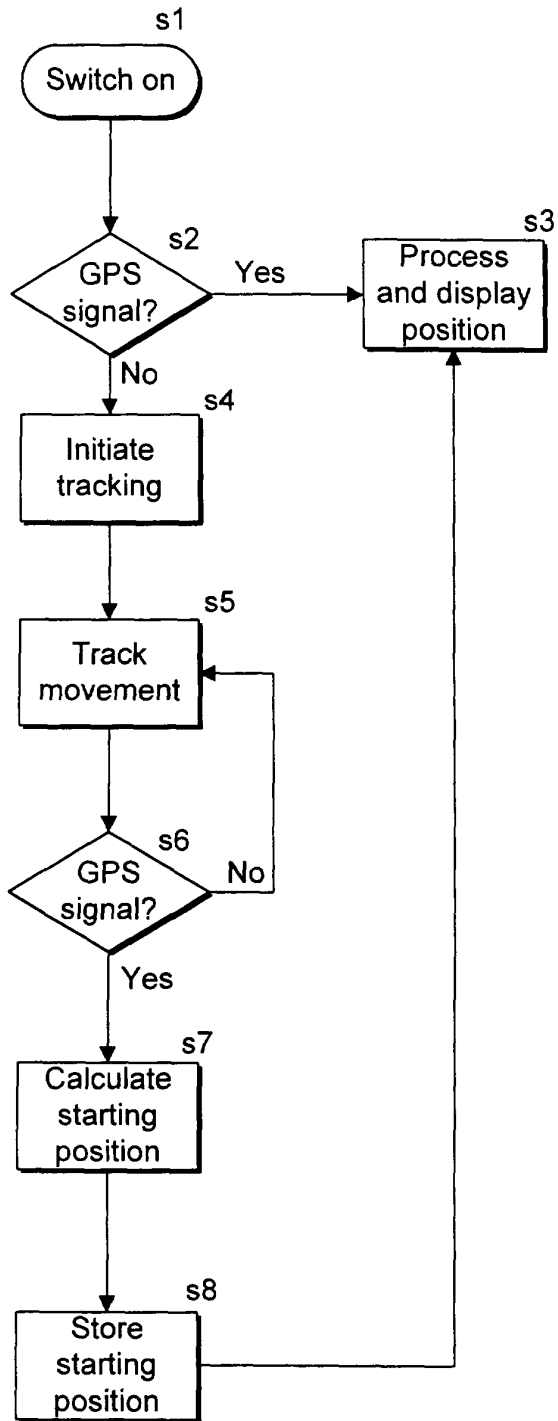 s1
Switch on
s2
GPS
signal?
Yes
s3
Process
and display
position
No
s4
Initiate
tracking
s5
Track
movement
s6
GPS
signal?
No
Yes
s7
Calculate
starting
position
s8
Store
starting
position